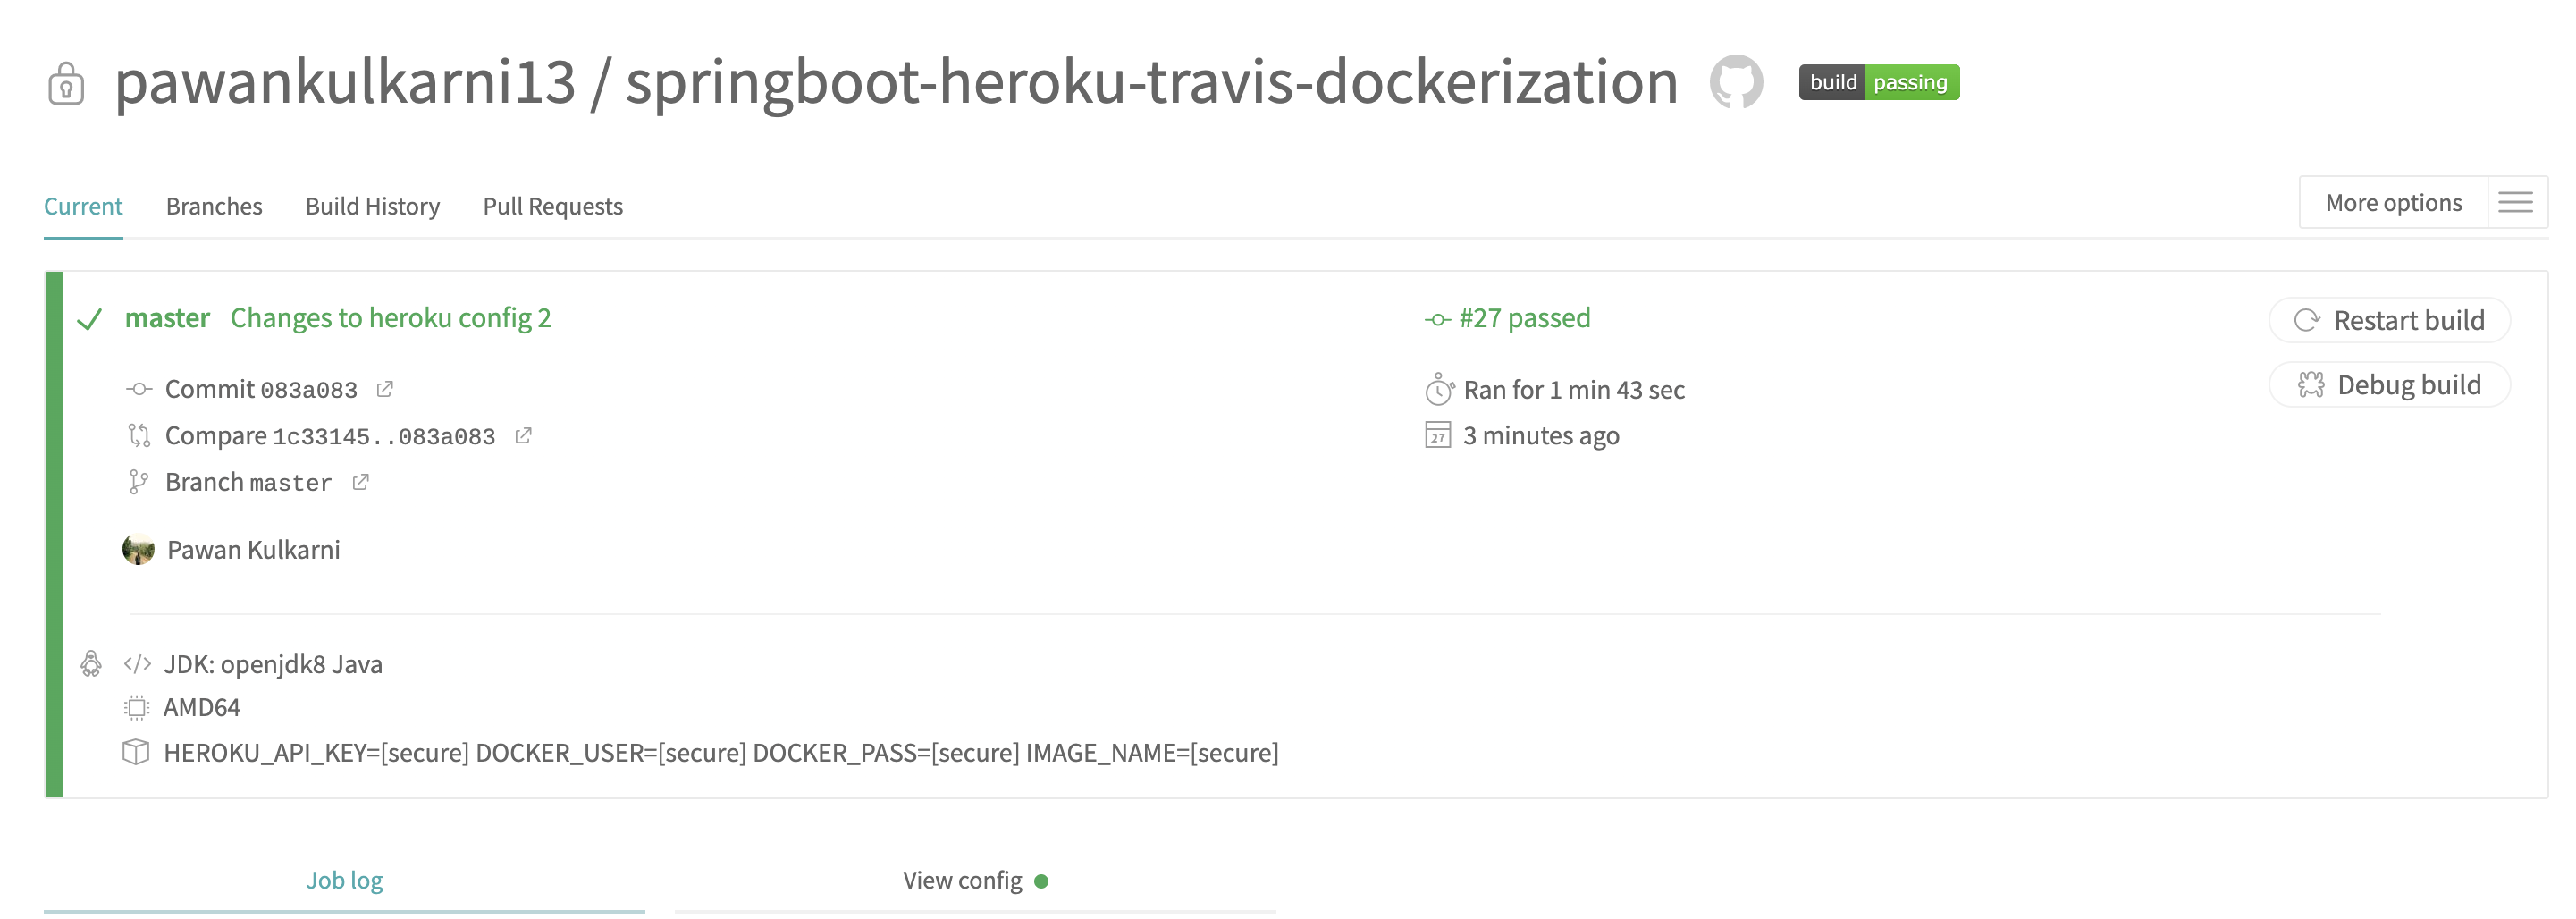 pawankulkarni13 / springboot-heroku-travis-dockerization build passing
Current Branches Build History Pull Requests More options
master Changes to heroku config 2
Commit 083a083
Compare 1c33145..083a083
Branch master
Pawan Kulkarni
#27 passed
Ran for 1 min 43 sec
27 3 minutes ago
Restart build
Debug build
JDK: openjdk8 Java
AMD64
HEROKU_API_KEY=[secure] DOCKER_USER=[secure] DOCKER_PASS=[secure] IMAGE_NAME=[secure]
Job log View config